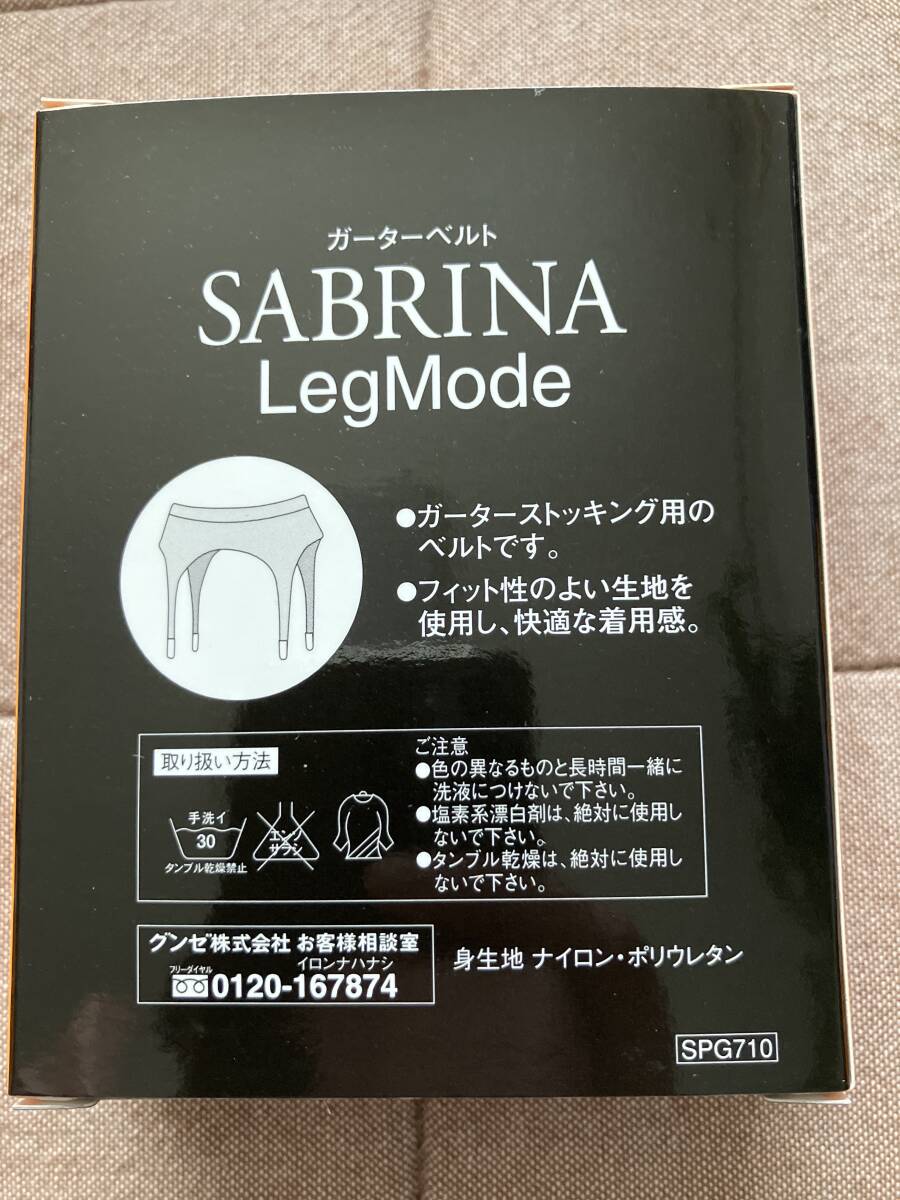 ガーターベルト
SABRINA
LegMode
●ガーターストッキング用の
ベルトです。
●フィット性のよい生地を
使用し、快適な着用感。
取り扱い方法
手洗イ
30
タンブル乾燥禁止
エンソ
サラシ
ご注意
●色の異なるものと長時間一緒に
洗液につけないで下さい。
●塩素系漂白剤は、絶対に使用し
ないで下さい。
●タンブル乾燥は、絶対に使用し
ないで下さい。
グンゼ株式会社 お客様相談室
イロンナハナシ
フリーダイヤル
0120-167874
身生地 ナイロン・ポリウレタン
SPG710